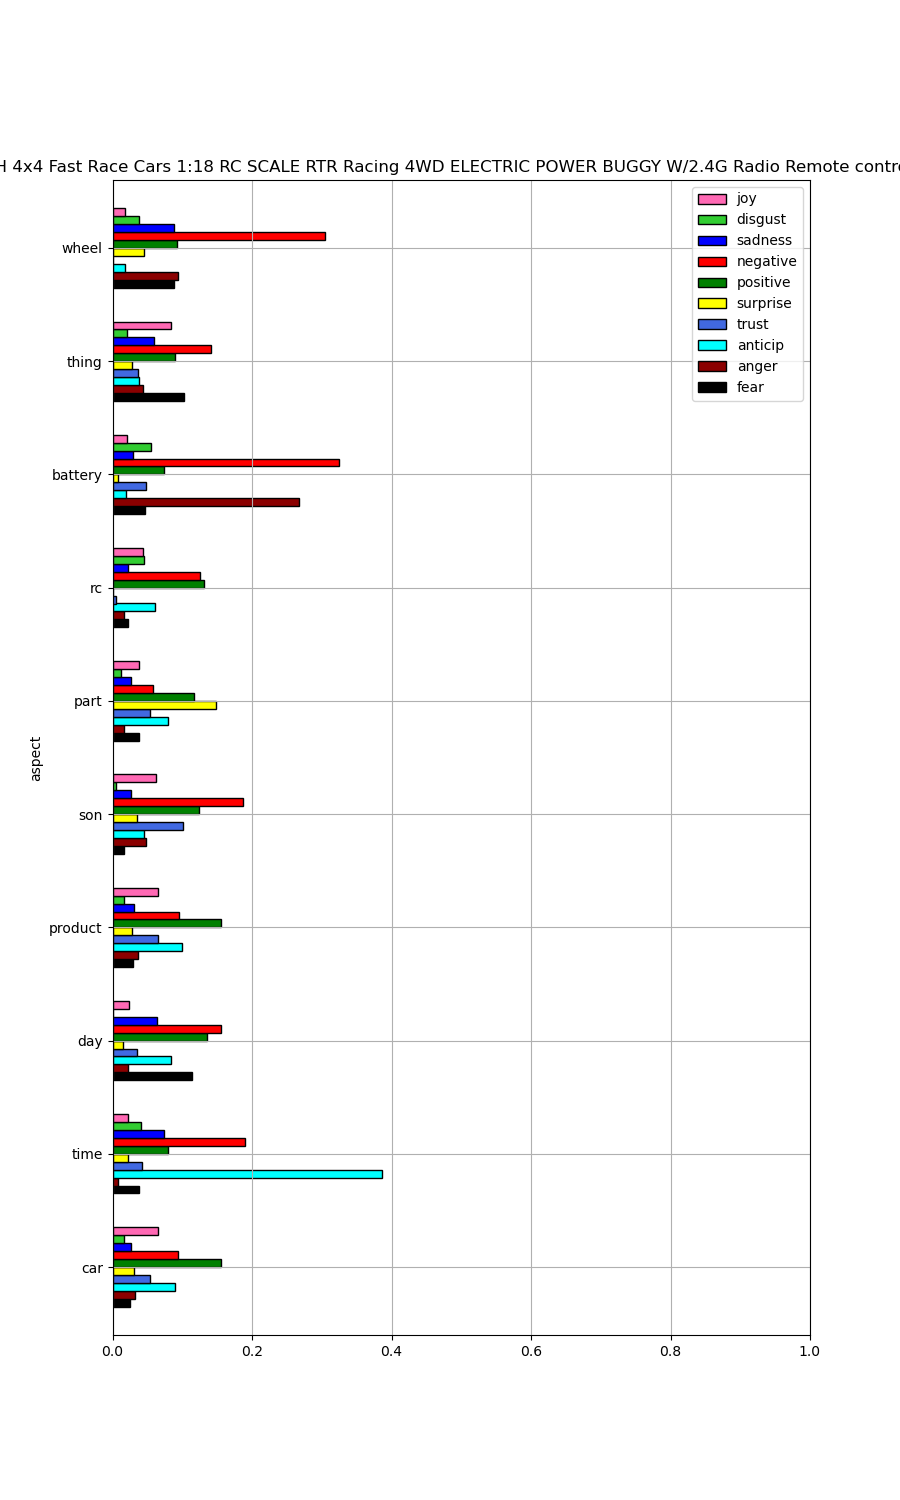 H 4x4 Fast Race Cars 1:18 RC SCALE RTR Racing 4WD ELECTRIC POWER BUGGY W/2.4G Radio Remote contr
joy
disgust
sadness
negative
positive
surprise
trust
anticip
anger
fear
wheel
thing
battery
rc
part
son
product
day
time
car
aspect
0.0 0.2 0.4 0.6 0.8 1.0